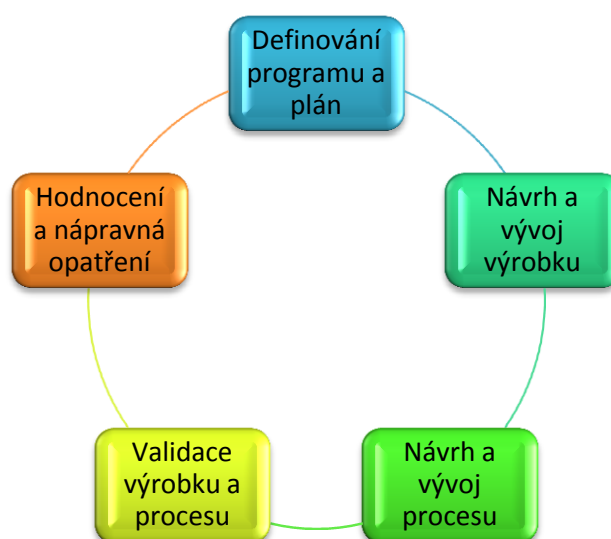 Definování
programu a
plán
Návrh a
vývoj
výrobku
Návrh a
vývoj
procesu
Validace
výrobku a
procesu
Hodnocení
a nápravná
opatření